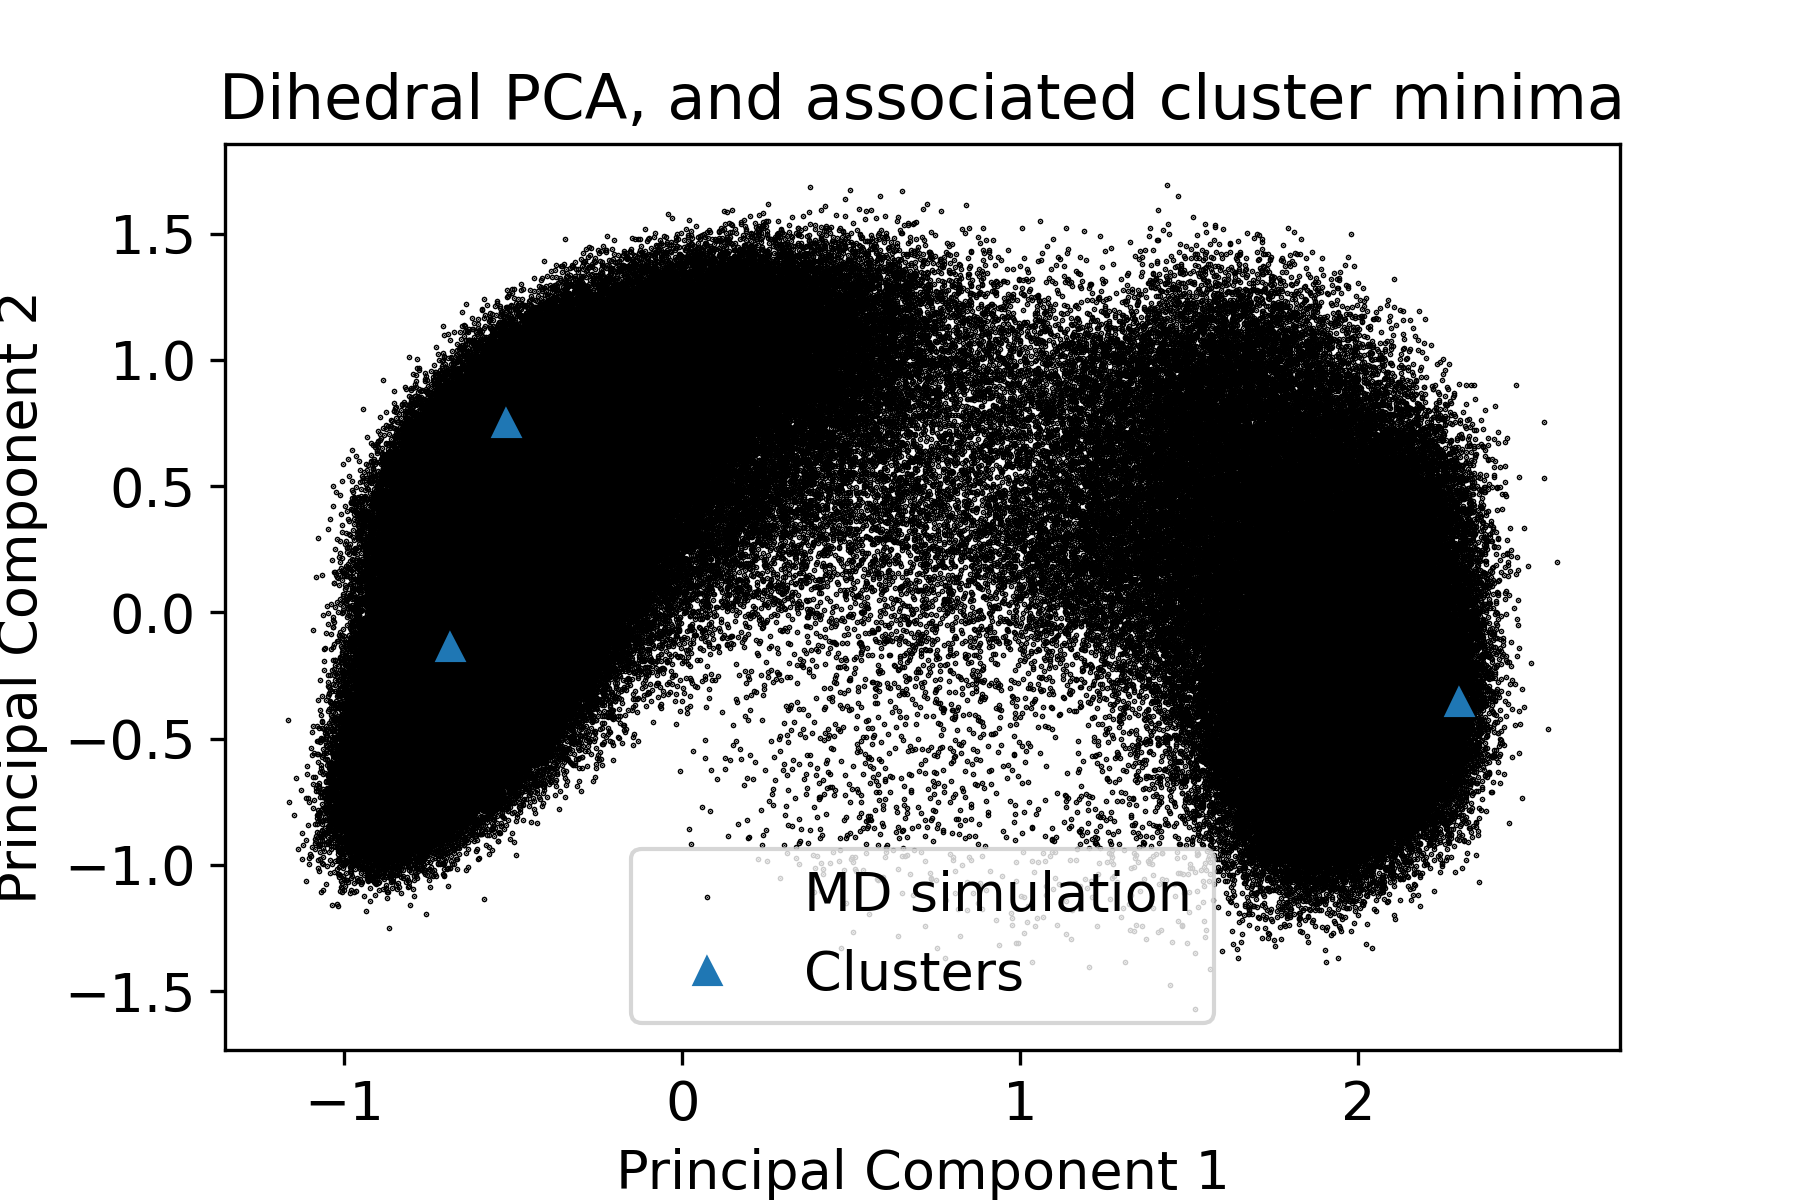 Dihedral PCA, and associated cluster minima
Principal Component 2
1.5
1.0
0.5
0.0
−0.5
−1.0
−1.5
MD simulation
Clusters
−1 0 1 2
Principal Component 1